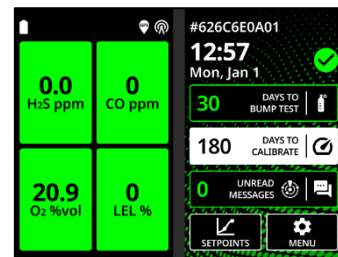 GPS
0.0
H2S ppm
0
CO ppm
20.9
O2 %vol
0
LEL %
#626C6E0A01
12:57
Mon, Jan 1
30
DAYS TO
BUMP TEST
180
DAYS TO
CALIBRATE
0
UNREAD
MESSAGES
SETPOINTS
MENU